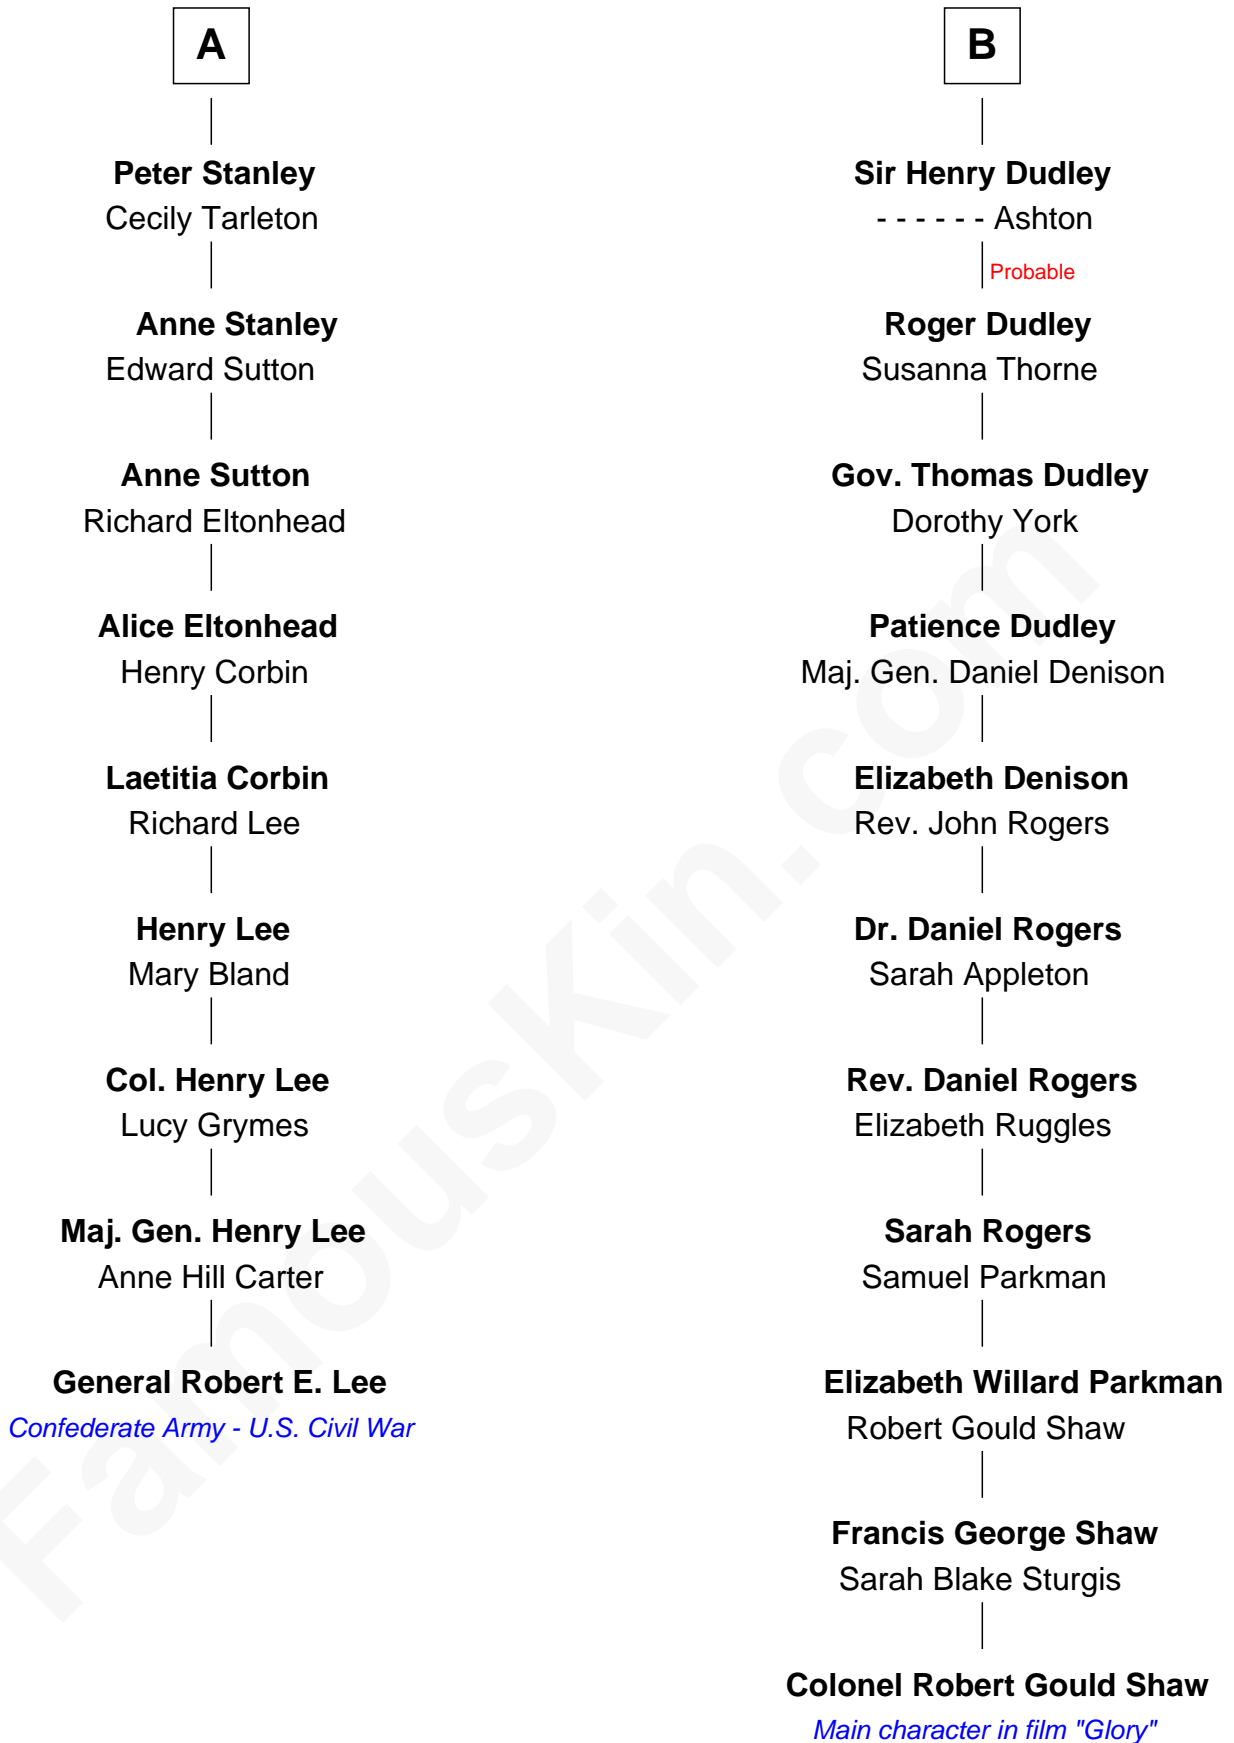 A
Peter Stanley
Cecily Tarleton
Anne Stanley
Edward Sutton
Anne Sutton
Richard Eltonhead
Alice Eltonhead
Henry Corbin
Laetitia Corbin
Richard Lee
Henry Lee
Mary Bland
Col. Henry Lee
Lucy Grymes
Maj. Gen. Henry Lee
Anne Hill Carter
General Robert E. Lee
Confederate Army - U.S. Civil War
B
Sir Henry Dudley
- - - - - - Ashton
Probable
Roger Dudley
Susanna Thorne
Gov. Thomas Dudley
Dorothy York
Patience Dudley
Maj. Gen. Daniel Denison
Elizabeth Denison
Rev. John Rogers
Dr. Daniel Rogers
Sarah Appleton
Rev. Daniel Rogers
Elizabeth Ruggles
Sarah Rogers
Samuel Parkman
Elizabeth Willard Parkman
Robert Gould Shaw
Francis George Shaw
Sarah Blake Sturgis
Colonel Robert Gould Shaw
Main character in film "Glory"
FamousKin.com